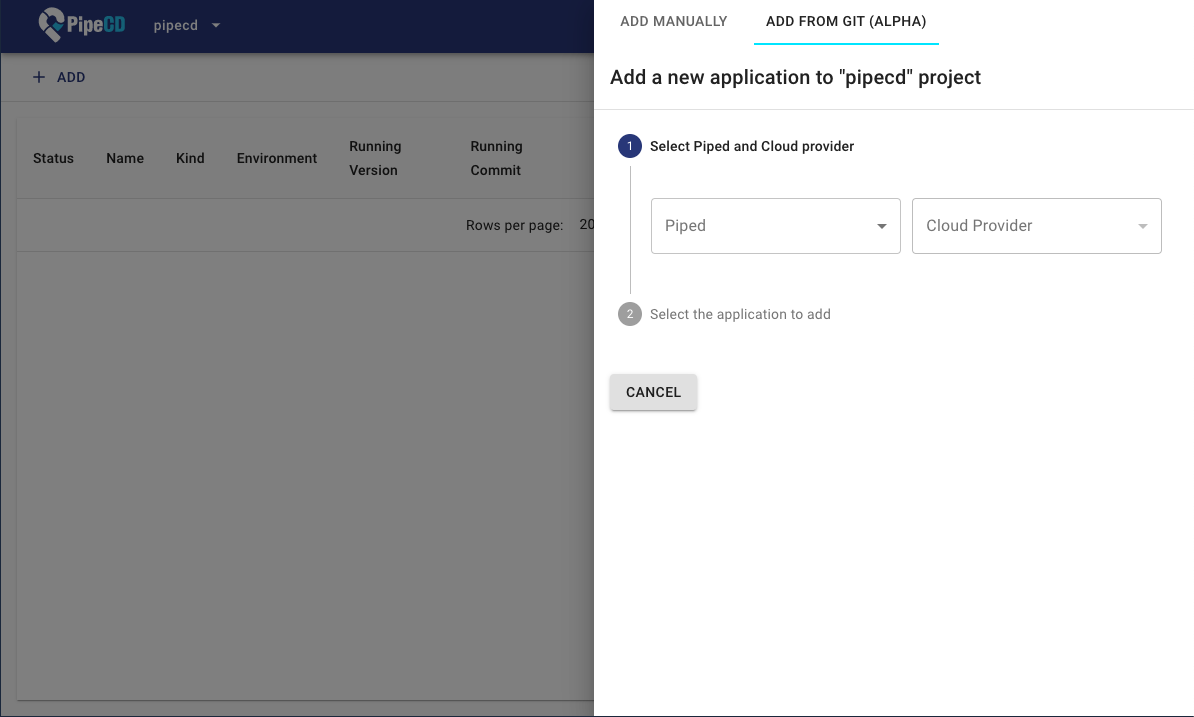 PipeCD
pipecd
ADD
Status
Name
Kind
Environment
Running
Version
Running
Commit
Rows per page: 20
ADD MANUALLY
ADD FROM GIT (ALPHA)
Add a new application to "pipecd" project
1 Select Piped and Cloud provider
Piped
Cloud Provider
2 Select the application to add
CANCEL